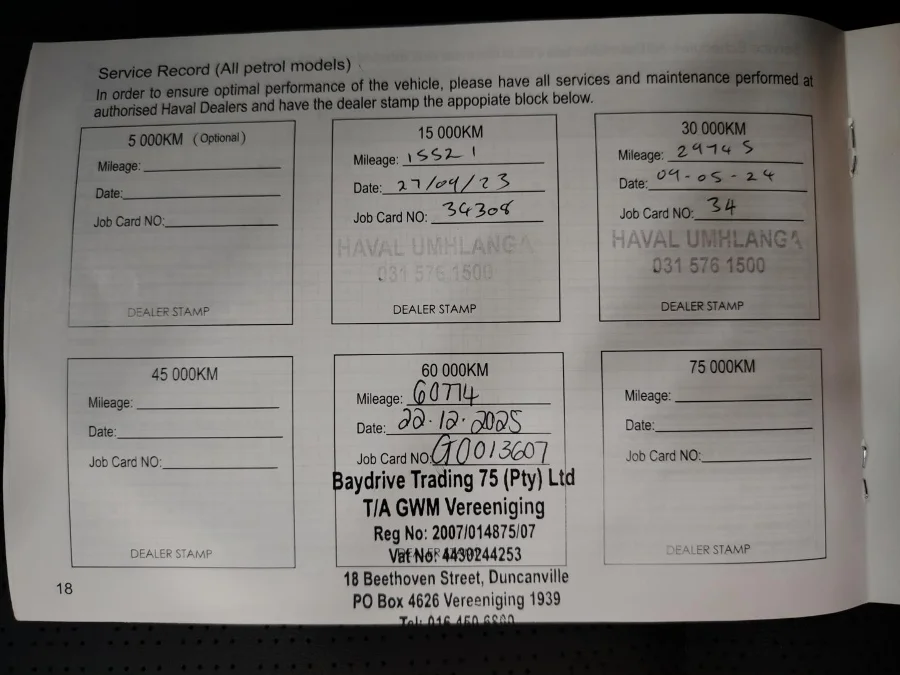 Service Record (All petrol models)
In order to ensure optimal performance of the vehicle, please have all services and maintenance performed at
authorised Haval Dealers and have the dealer stamp the appopiate block below.
5 000KM (Optional)
Mileage:
Date:
Job Card NO:
DEALER STAMP
15 000KM
Mileage: 15521
Date: 27/09/23
Job Card NO: 34308
HAVAL UMHLANGA
031 576 1500
DEALER STAMP
30 000KM
Mileage: 29745
Date: 09-05-24
Job Card NO: 34
HAVAL UMHLANGA
031 576 1500
DEALER STAMP
45 000KM
Mileage:
Date:
Job Card NO:
DEALER STAMP
60 000KM
Mileage: 60774
Date: 22.12.2025
Job Card NO: G0013607
Baydrive Trading 75 (Pty) Ltd
T/A GWM Vereeniging
Reg No: 2007/014875/07
Vat No: 4430244253
18 Beethoven Street, Duncanville
PO Box 4626 Vereeniging 1939
Tel: 016 450 6800
75 000KM
Mileage:
Date:
Job Card NO:
DEALER STAMP
18